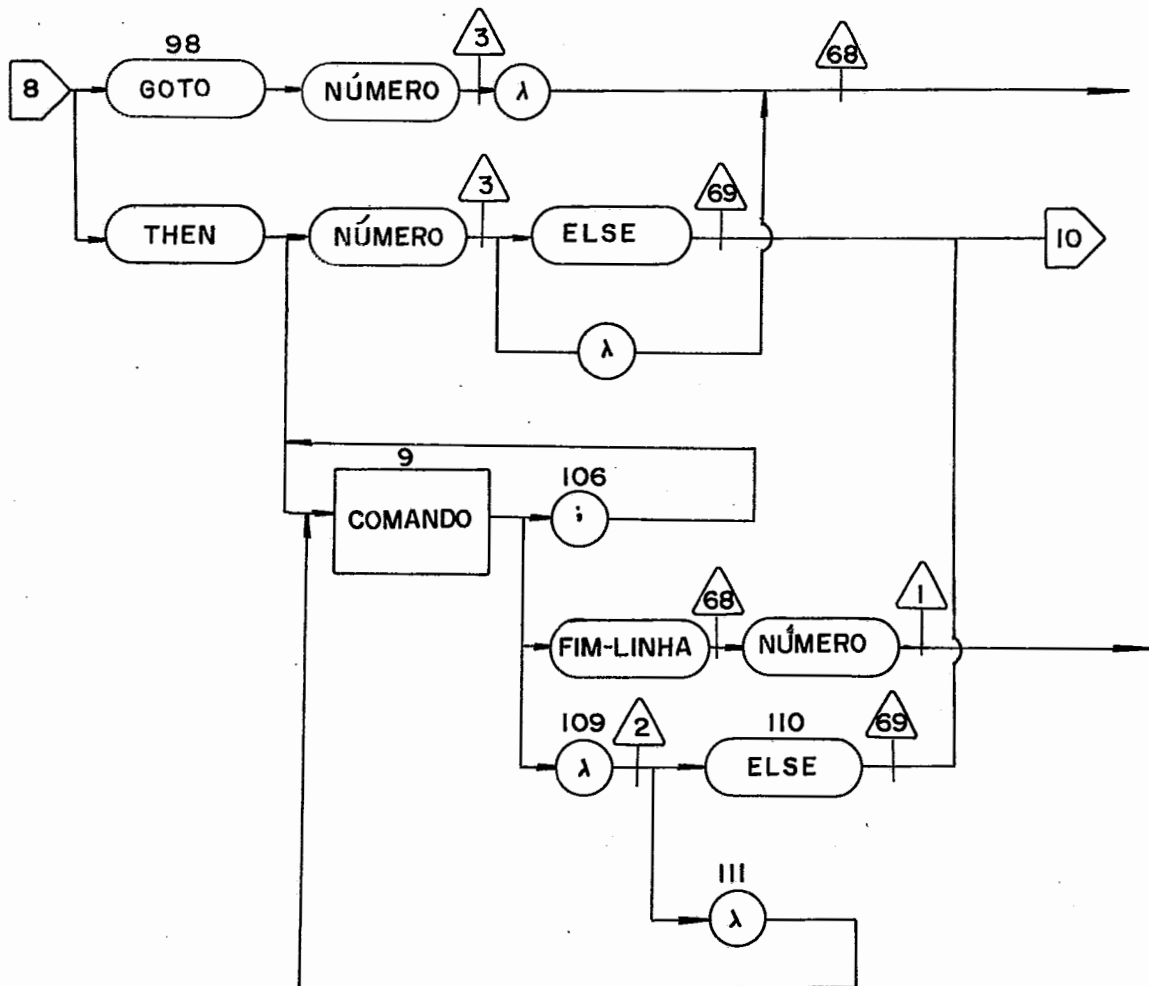 98
3
68
8
GOTO
NÚMERO
λ
3
69
THEN
NÚMERO
ELSE
10
λ
9
106
COMANDO
;
68
1
FIM-LINHA
NÚMERO
109
2
110
69
λ
ELSE
111
λ